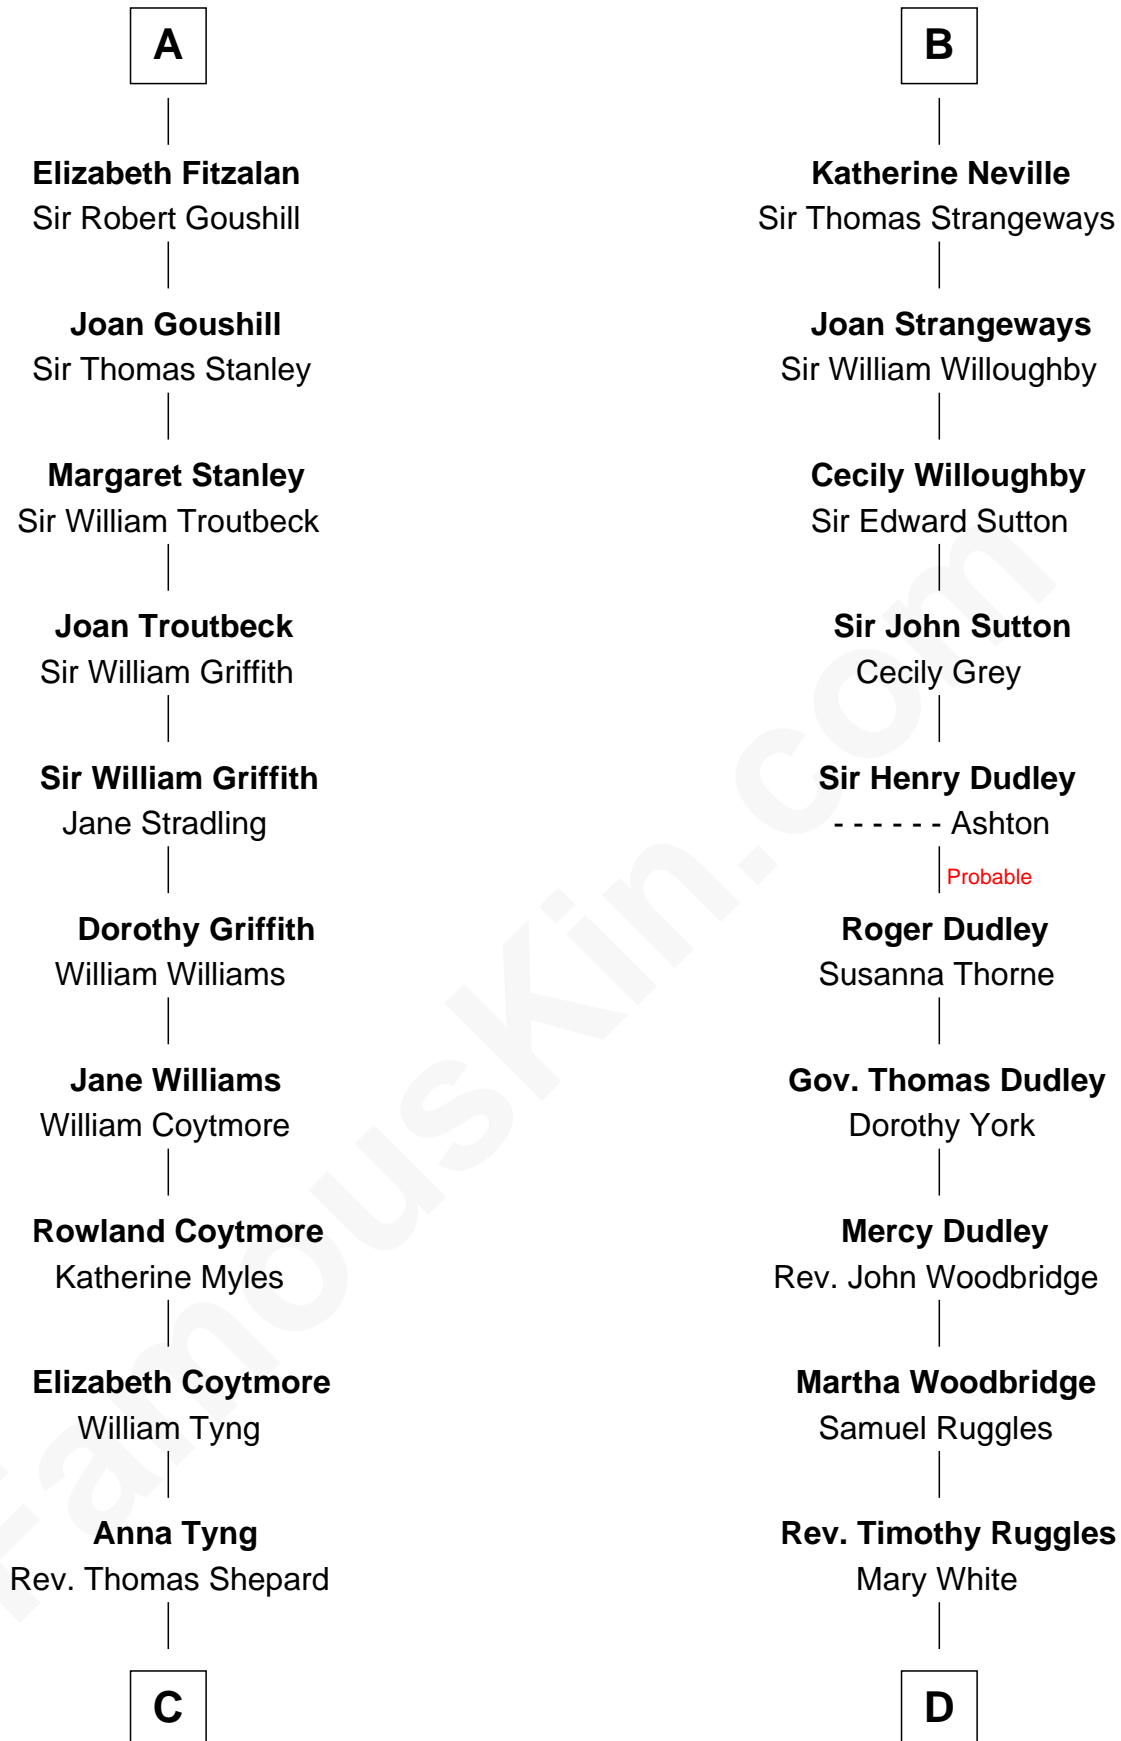 A
Elizabeth Fitzalan
Sir Robert Goushill
Joan Goushill
Sir Thomas Stanley
Margaret Stanley
Sir William Troutbeck
Joan Troutbeck
Sir William Griffith
Sir William Griffith
Jane Stradling
Dorothy Griffith
William Williams
Jane Williams
William Coytmore
Rowland Coytmore
Katherine Myles
Elizabeth Coytmore
William Tyng
Anna Tyng
Rev. Thomas Shepard
C
B
Katherine Neville
Sir Thomas Strangeways
Joan Strangeways
Sir William Willoughby
Cecily Willoughby
Sir Edward Sutton
Sir John Sutton
Cecily Grey
Sir Henry Dudley
- - - - - - Ashton
Probable
Roger Dudley
Susanna Thorne
Gov. Thomas Dudley
Dorothy York
Mercy Dudley
Rev. John Woodbridge
Martha Woodbridge
Samuel Ruggles
Rev. Timothy Ruggles
Mary White
D
FamousKin.com